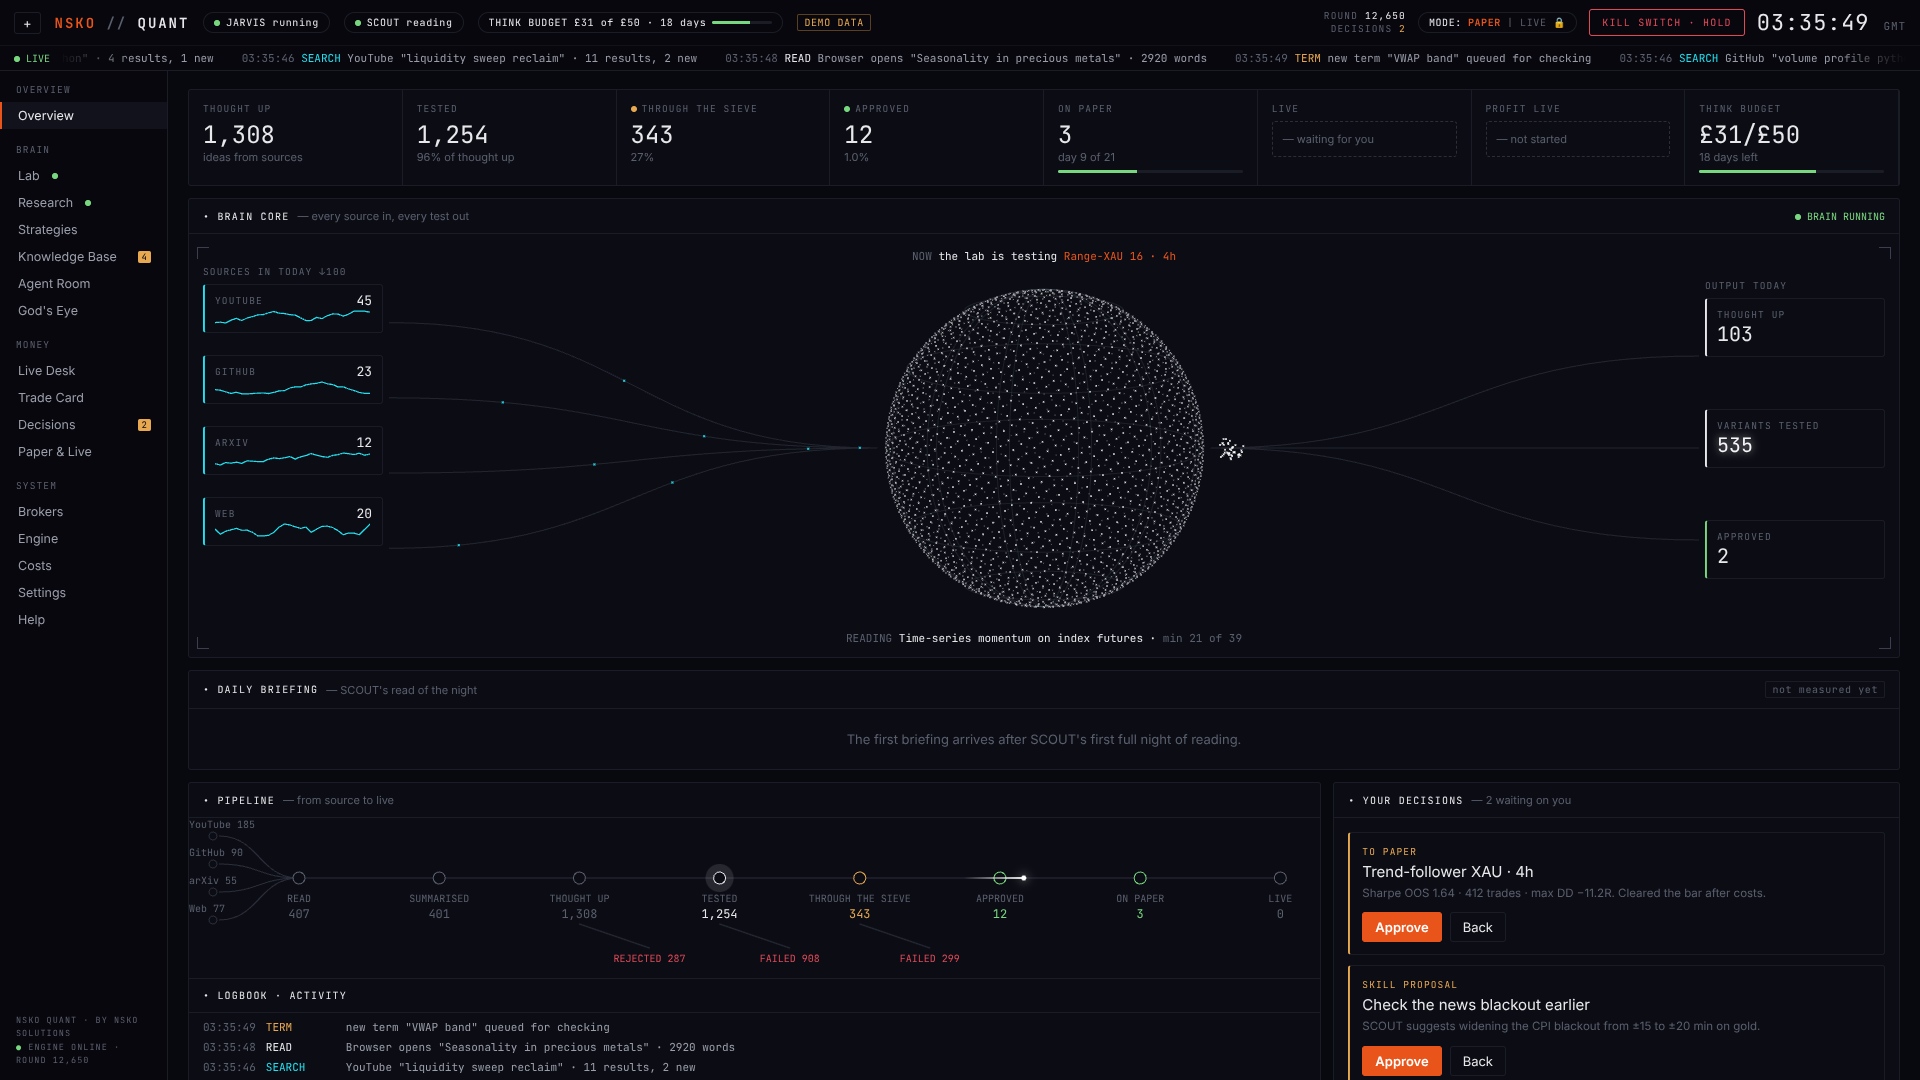 + NSKO // QUANT JARVIS running SCOUT reading THINK BUDGET £31 of £50 · 18 days DEMO DATA ROUND 12,650 DECISIONS 2 MODE: PAPER | LIVE 🔒 KILL SWITCH · HOLD 03:35:49 GMT
LIVE · 4 results, 1 new 03:35:46 SEARCH YouTube "liquidity sweep reclaim" · 11 results, 2 new 03:35:48 READ Browser opens "Seasonality in precious metals" · 2920 words 03:35:49 TERM new term "VWAP band" queued for checking 03:35:46 SEARCH GitHub "volume profile
OVERVIEW
Overview
BRAIN
Lab
Research
Strategies
Knowledge Base 4
Agent Room
God's Eye
MONEY
Live Desk
Trade Card
Decisions 2
Paper & Live
SYSTEM
Brokers
Engine
Costs
Settings
Help
NSKO QUANT · BY NSKO
SOLUTIONS
ENGINE ONLINE ·
ROUND 12,650
THOUGHT UP
1,308
ideas from sources
TESTED
1,254
96% of thought up
THROUGH THE SIEVE
343
27%
APPROVED
12
1.0%
ON PAPER
3
day 9 of 21
LIVE
— waiting for you
PROFIT LIVE
— not started
THINK BUDGET
£31/£50
18 days left
• BRAIN CORE — every source in, every test out BRAIN RUNNING
NOW the lab is testing Range-XAU 16 · 4h
SOURCES IN TODAY ↓100
YOUTUBE 45
GITHUB 23
ARXIV 12
WEB 20
OUTPUT TODAY
THOUGHT UP
103
VARIANTS TESTED
535
APPROVED
2
READING Time-series momentum on index futures · min 21 of 39
• DAILY BRIEFING — SCOUT's read of the night not measured yet
The first briefing arrives after SCOUT's first full night of reading.
• PIPELINE — from source to live
YouTube 185
GitHub 90
arXiv 55
Web 77
READ
407
SUMMARISED
401
THOUGHT UP
1,308
TESTED
1,254
THROUGH THE SIEVE
343
APPROVED
12
ON PAPER
3
LIVE
0
REJECTED 287
FAILED 908
FAILED 299
• LOGBOOK · ACTIVITY
03:35:49 TERM new term "VWAP band" queued for checking
03:35:48 READ Browser opens "Seasonality in precious metals" · 2920 words
03:35:46 SEARCH YouTube "liquidity sweep reclaim" · 11 results, 2 new
• YOUR DECISIONS — 2 waiting on you
TO PAPER
Trend-follower XAU · 4h
Sharpe OOS 1.64 · 412 trades · max DD −11.2R. Cleared the bar after costs.
Approve Back
SKILL PROPOSAL
Check the news blackout earlier
SCOUT suggests widening the CPI blackout from ±15 to ±20 min on gold.
Approve Back